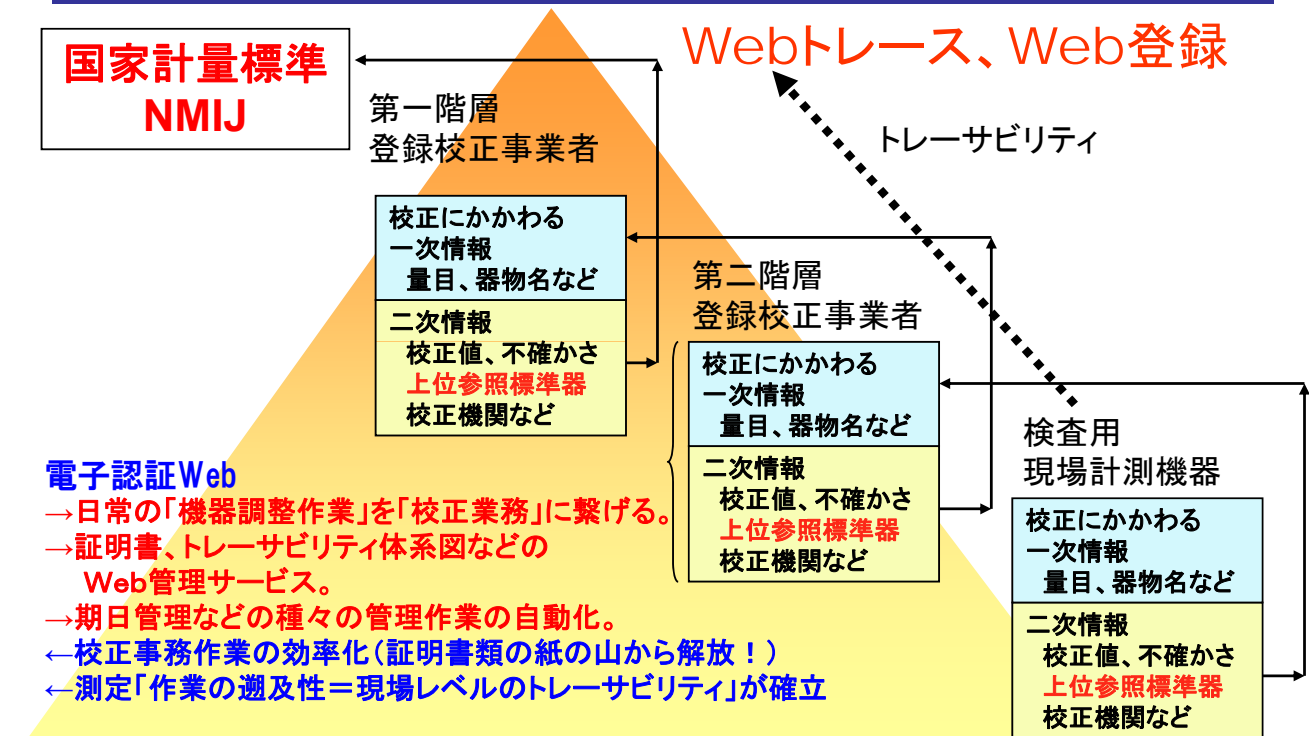 国家計量標準
NMIJ
Webトレース、Web登録
トレーサビリティ
第一階層
登録校正事業者
校正にかかわる
一次情報
量目、器物名など
二次情報
校正値、不確かさ
上位参照標準器
校正機関など
第二階層
登録校正事業者
校正にかかわる
一次情報
量目、器物名など
二次情報
校正値、不確かさ
上位参照標準器
校正機関など
検査用
現場計測機器
校正にかかわる
一次情報
量目、器物名など
二次情報
校正値、不確かさ
上位参照標準器
校正機関など
電子認証Web
→日常の「機器調整作業」を「校正業務」に繋げる。
→証明書、トレーサビリティ体系図などの
Web管理サービス。
→期日管理などの種々の管理作業の自動化。
←校正事務作業の効率化（証明書類の紙の山から解放！）
←測定「作業の遡及性＝現場レベルのトレーサビリティ」が確立